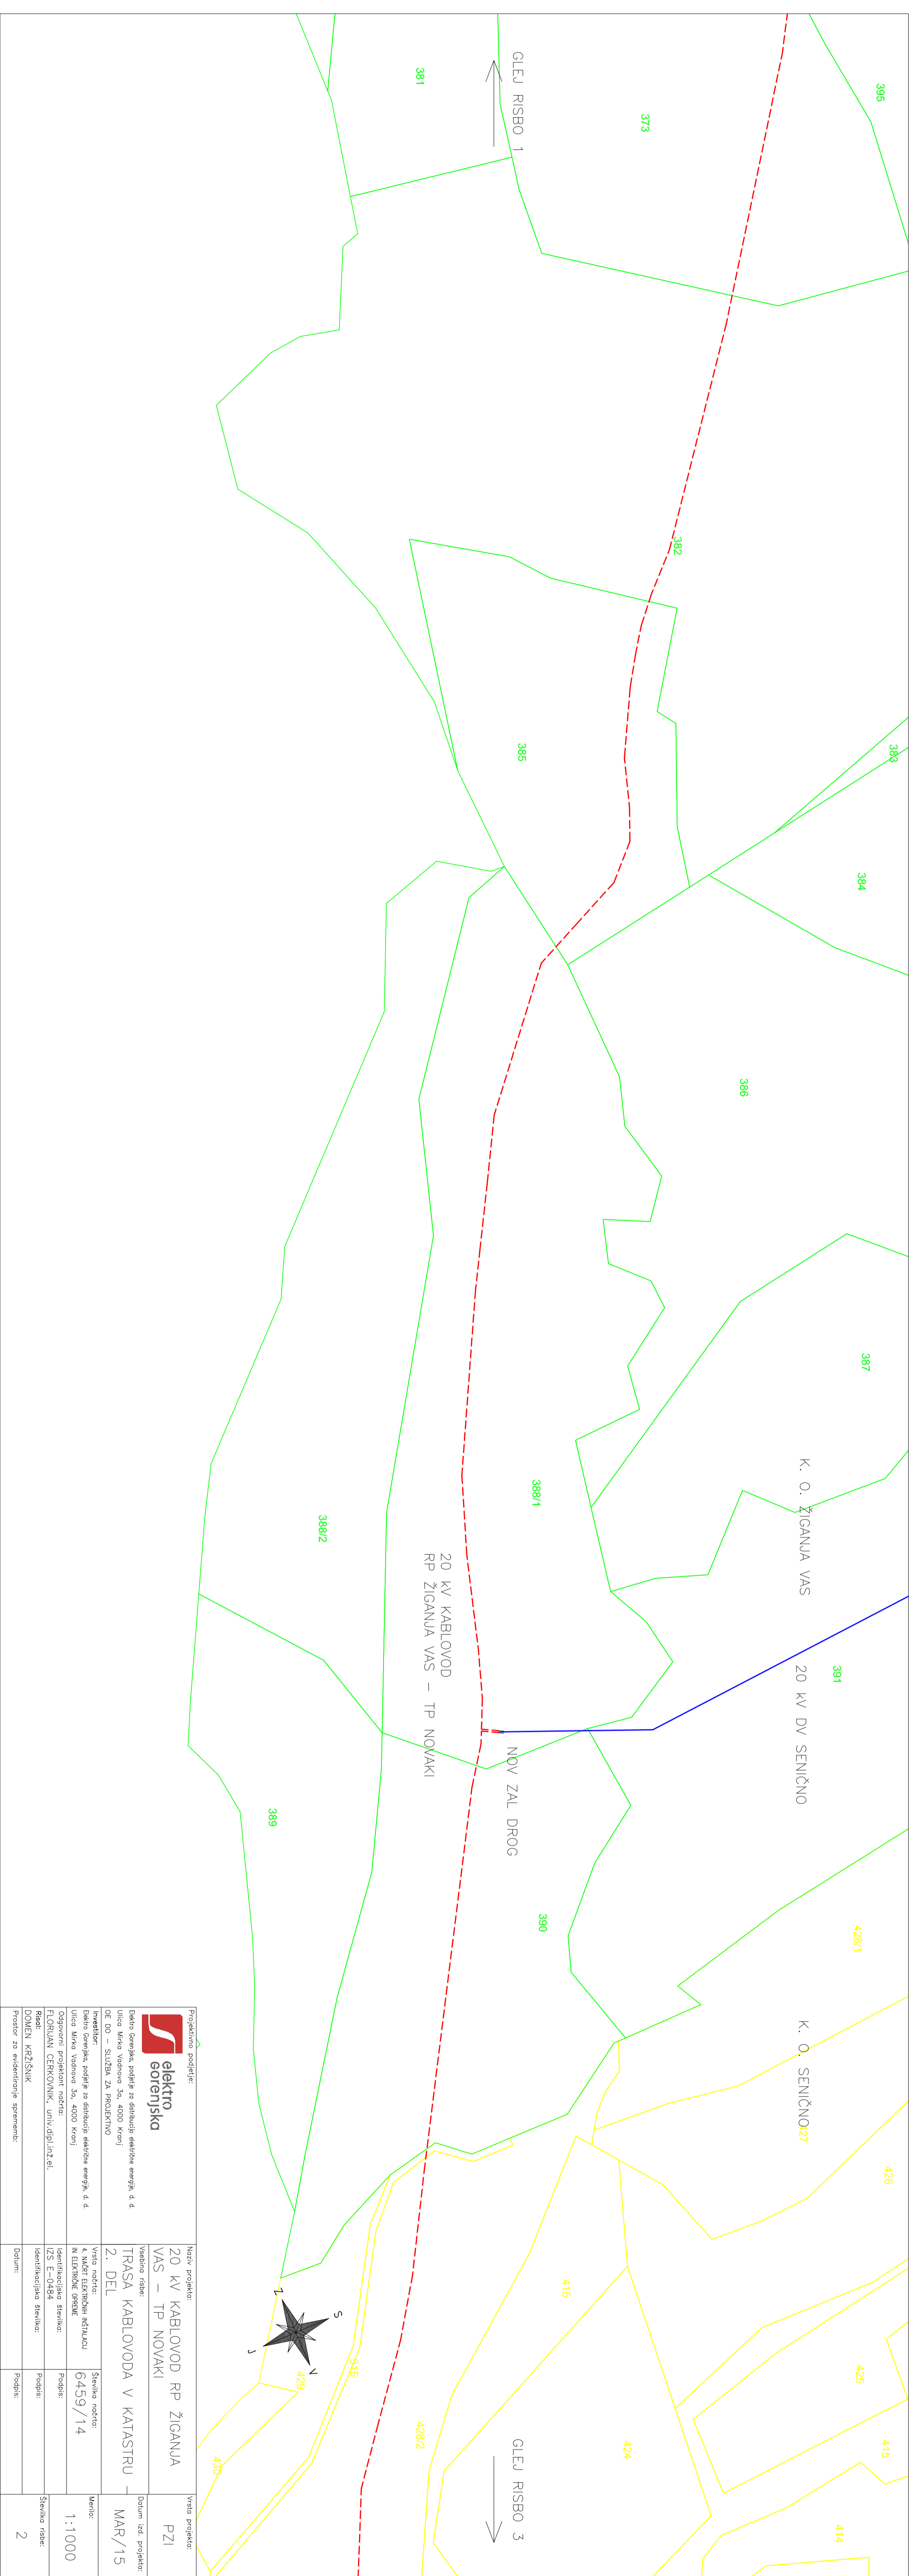 GLEJ RISBO 1
395
373
381
382
383
385
384
386
387
388/1
388/2
K. O. ŽIGANJA VAS
20 kV KABLOVOD
RP ŽIGANJA VAS – TP NOVAKI
391
20 kV DV SENIČNO
NOV ZAL DROG
389
390
428/1
K. O. SENIČNO
427
426
416
425
415
424
428/2
414
429
430
GLEJ RISBO 3
S
V
J
Z
Projektivno podjetje:
elektro
Gorenjska
Elektro Gorenjska, podjetje za distribucijo električne energije, d. d.
Ulica Mirka Vadnova 3a, 4000 Kranj
OE DO – SLUŽBA ZA PROJEKTIVO
Investitor:
Elektro Gorenjska, podjetje za distribucijo električne energije, d. d.
Ulica Mirka Vadnova 3a, 4000 Kranj
Odgovorni projektant načrta:
FLORIJAN CERKOVNIK, univ.dipl.inž.el.
Risal:
DOMEN KRŽIŠNIK
Prostor za evidentiranje sprememb:
Naziv projekta:
20 kV KABLOVOD RP ŽIGANJA
VAS – TP NOVAKI
Vsebina risbe:
TRASA KABLOVODA V KATASTRU –
2. DEL
Vrsta načrta:
4. NAČRT ELEKTRIČNIH INŠTALACIJ
IN ELEKTRIČNE OPREME
Številka načrta:
6459/14
Identifikacijska številka:
IZS E–0484
Podpis:
Identifikacijska številka:
Podpis:
Datum:
Podpis:
Vrsta projekta:
PZI
Datum izd. projekta:
MAR/15
Merilo:
1:1000
Številka risbe:
2